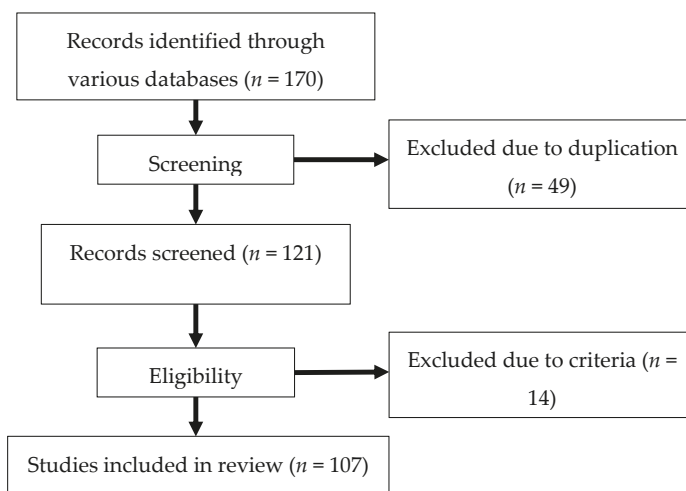 Records identified through
various databases (n = 170)
Screening
Excluded due to duplication
(n = 49)
Records screened (n = 121)
Eligibility
Excluded due to criteria (n =
14)
Studies included in review (n = 107)